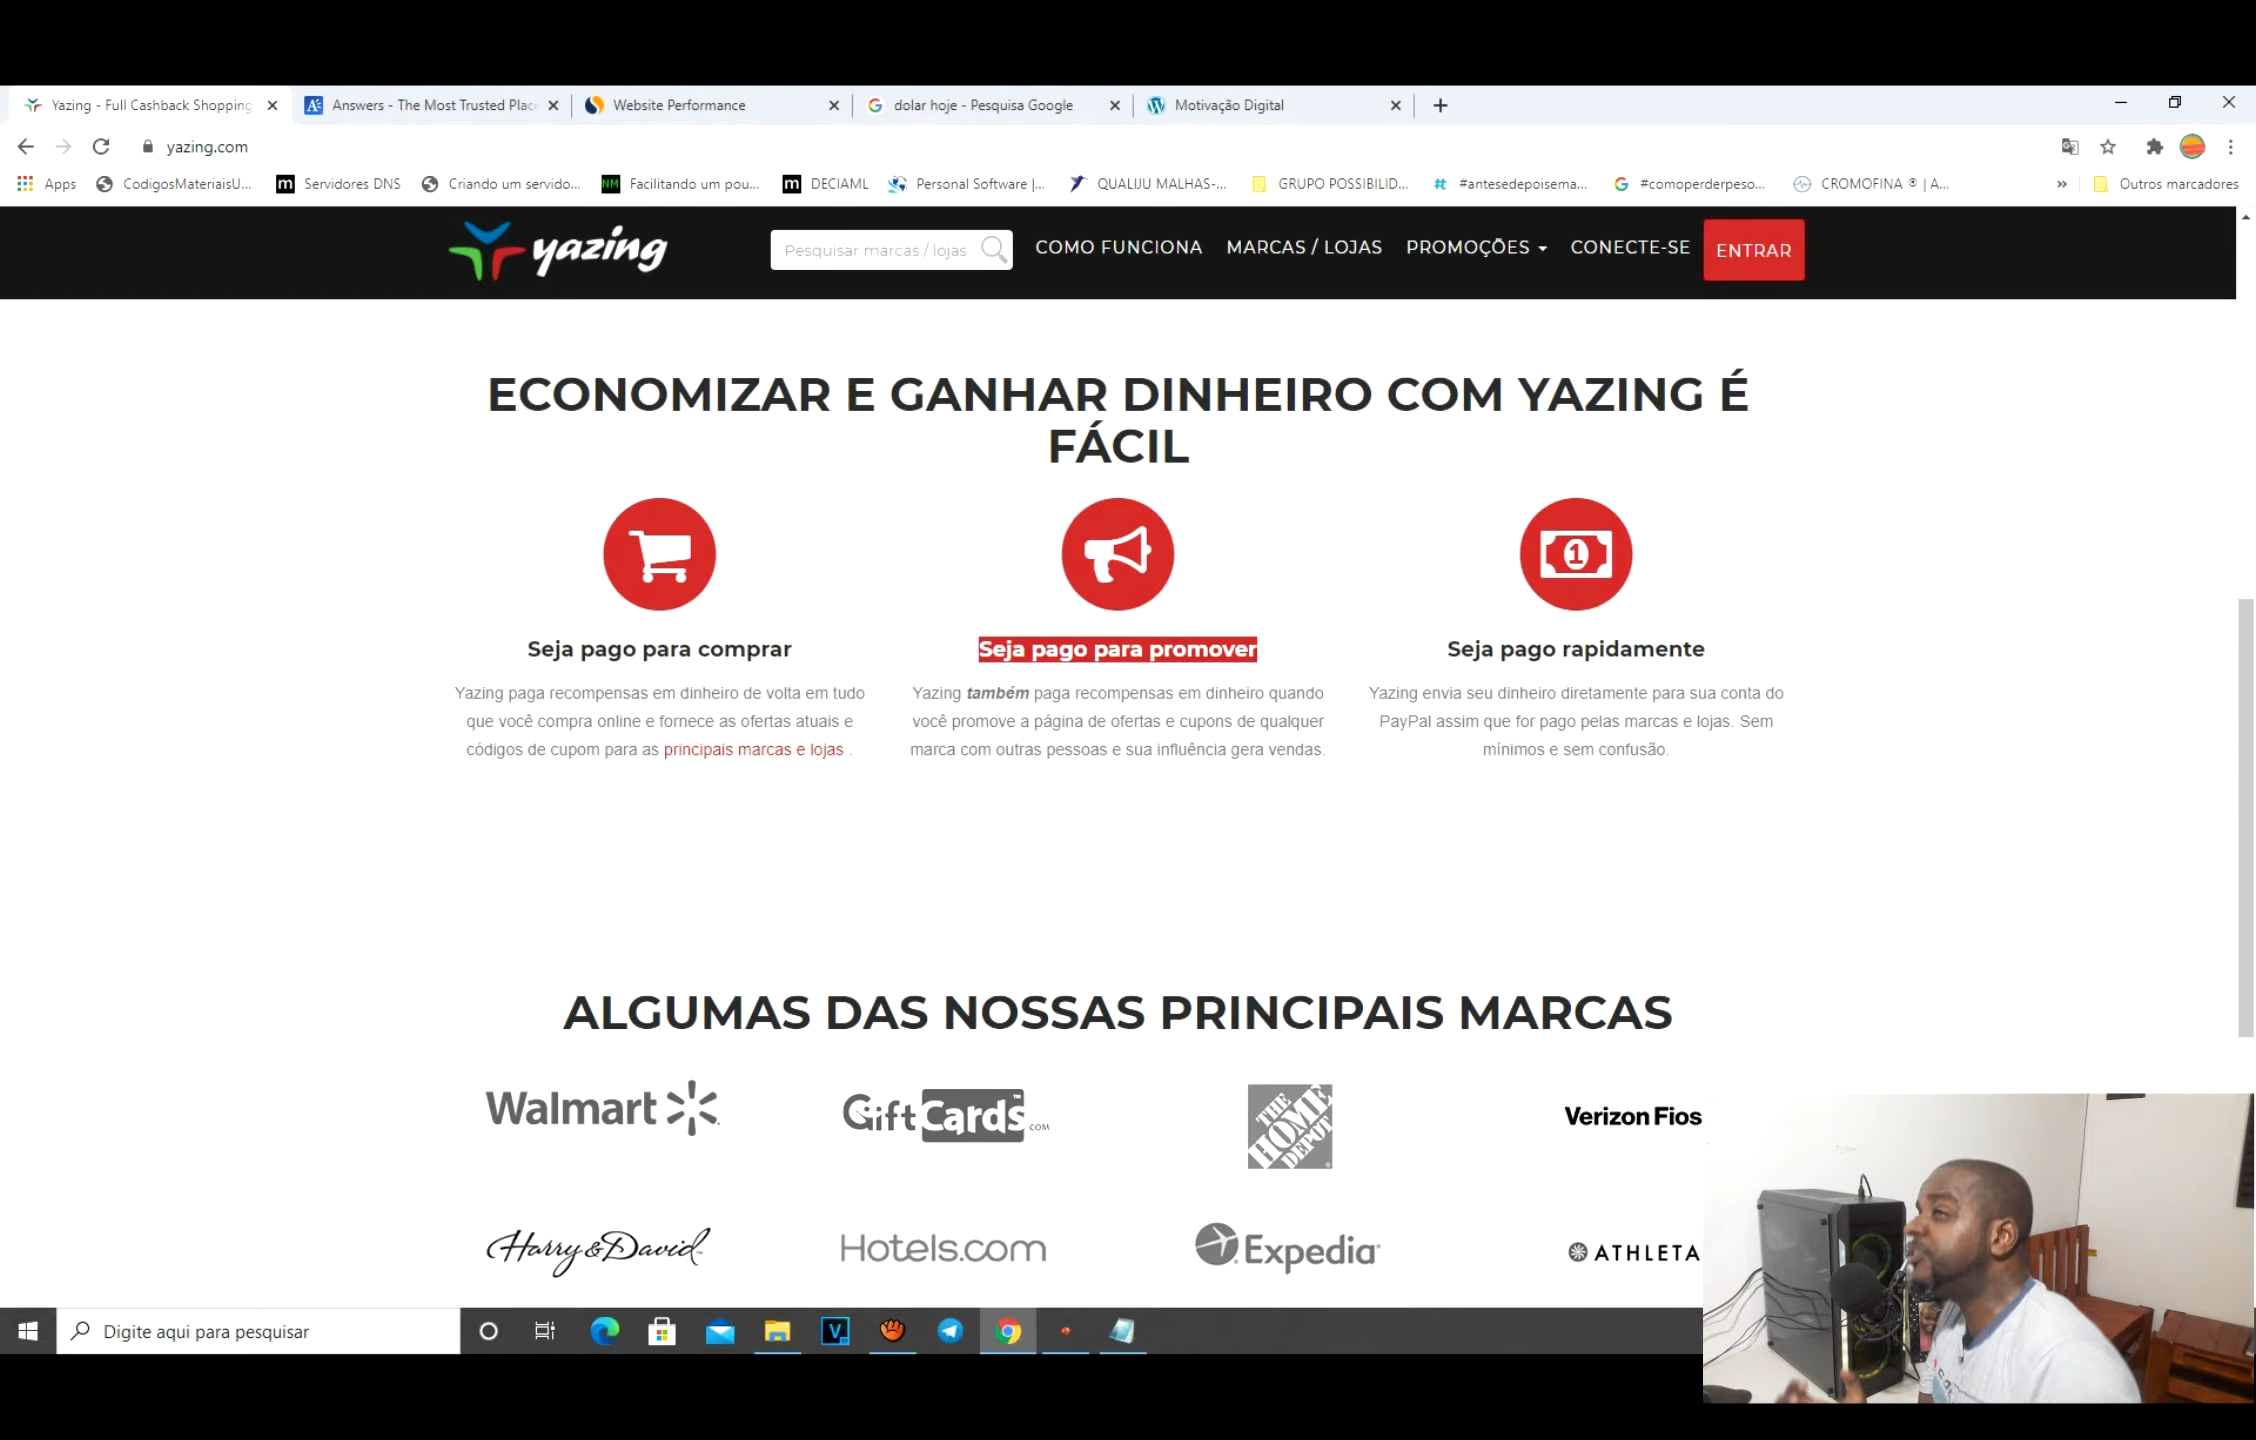 Yazing - Full Cashback Shopping
Answers - The Most Trusted Plac
Website Performance
dolar hoje - Pesquisa Google
Motivação Digital
yazing.com
Apps
CodigosMateriaisU...
Servidores DNS
Criando um servido...
NM
Facilitando um pou...
DECIAML
Personal Software |...
QUALIJU MALHAS-...
GRUPO POSSIBILID...
#antesedepoisema...
#comoperderpeso...
CROMOFINA ® | A...
Outros marcadores
yazing
Pesquisar marcas / lojas
COMO FUNCIONA
MARCAS / LOJAS
PROMOÇÕES
CONECTE-SE
ENTRAR
ECONOMIZAR E GANHAR DINHEIRO COM YAZING É
FÁCIL
Seja pago para comprar
Yazing paga recompensas em dinheiro de volta em tudo
que você compra online e fornece as ofertas atuais e
códigos de cupom para as principais marcas e lojas .
Seja pago para promover
Yazing também paga recompensas em dinheiro quando
você promove a página de ofertas e cupons de qualquer
marca com outras pessoas e sua influência gera vendas.
1
Seja pago rapidamente
Yazing envia seu dinheiro diretamente para sua conta do
PayPal assim que for pago pelas marcas e lojas. Sem
mínimos e sem confusão.
ALGUMAS DAS NOSSAS PRINCIPAIS MARCAS
Walmart
GiftCards.COM
THE HOME DEPOT
Verizon Fios
Harry & David
Hotels.com
Expedia
ATHLETA
Digite aqui para pesquisar